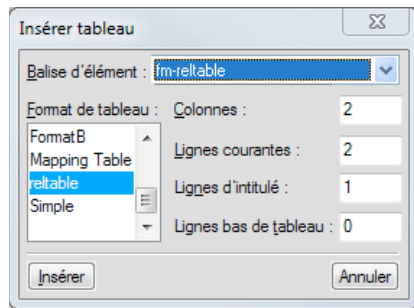 Insérer tableau
Balise d'élément : fm-reltable
Format de tableau :
FormatB
Mapping Table
reltable
Simple
Colonnes : 2
Lignes courantes : 2
Lignes d'intitulé : 1
Lignes bas de tableau : 0
Insérer
Annuler